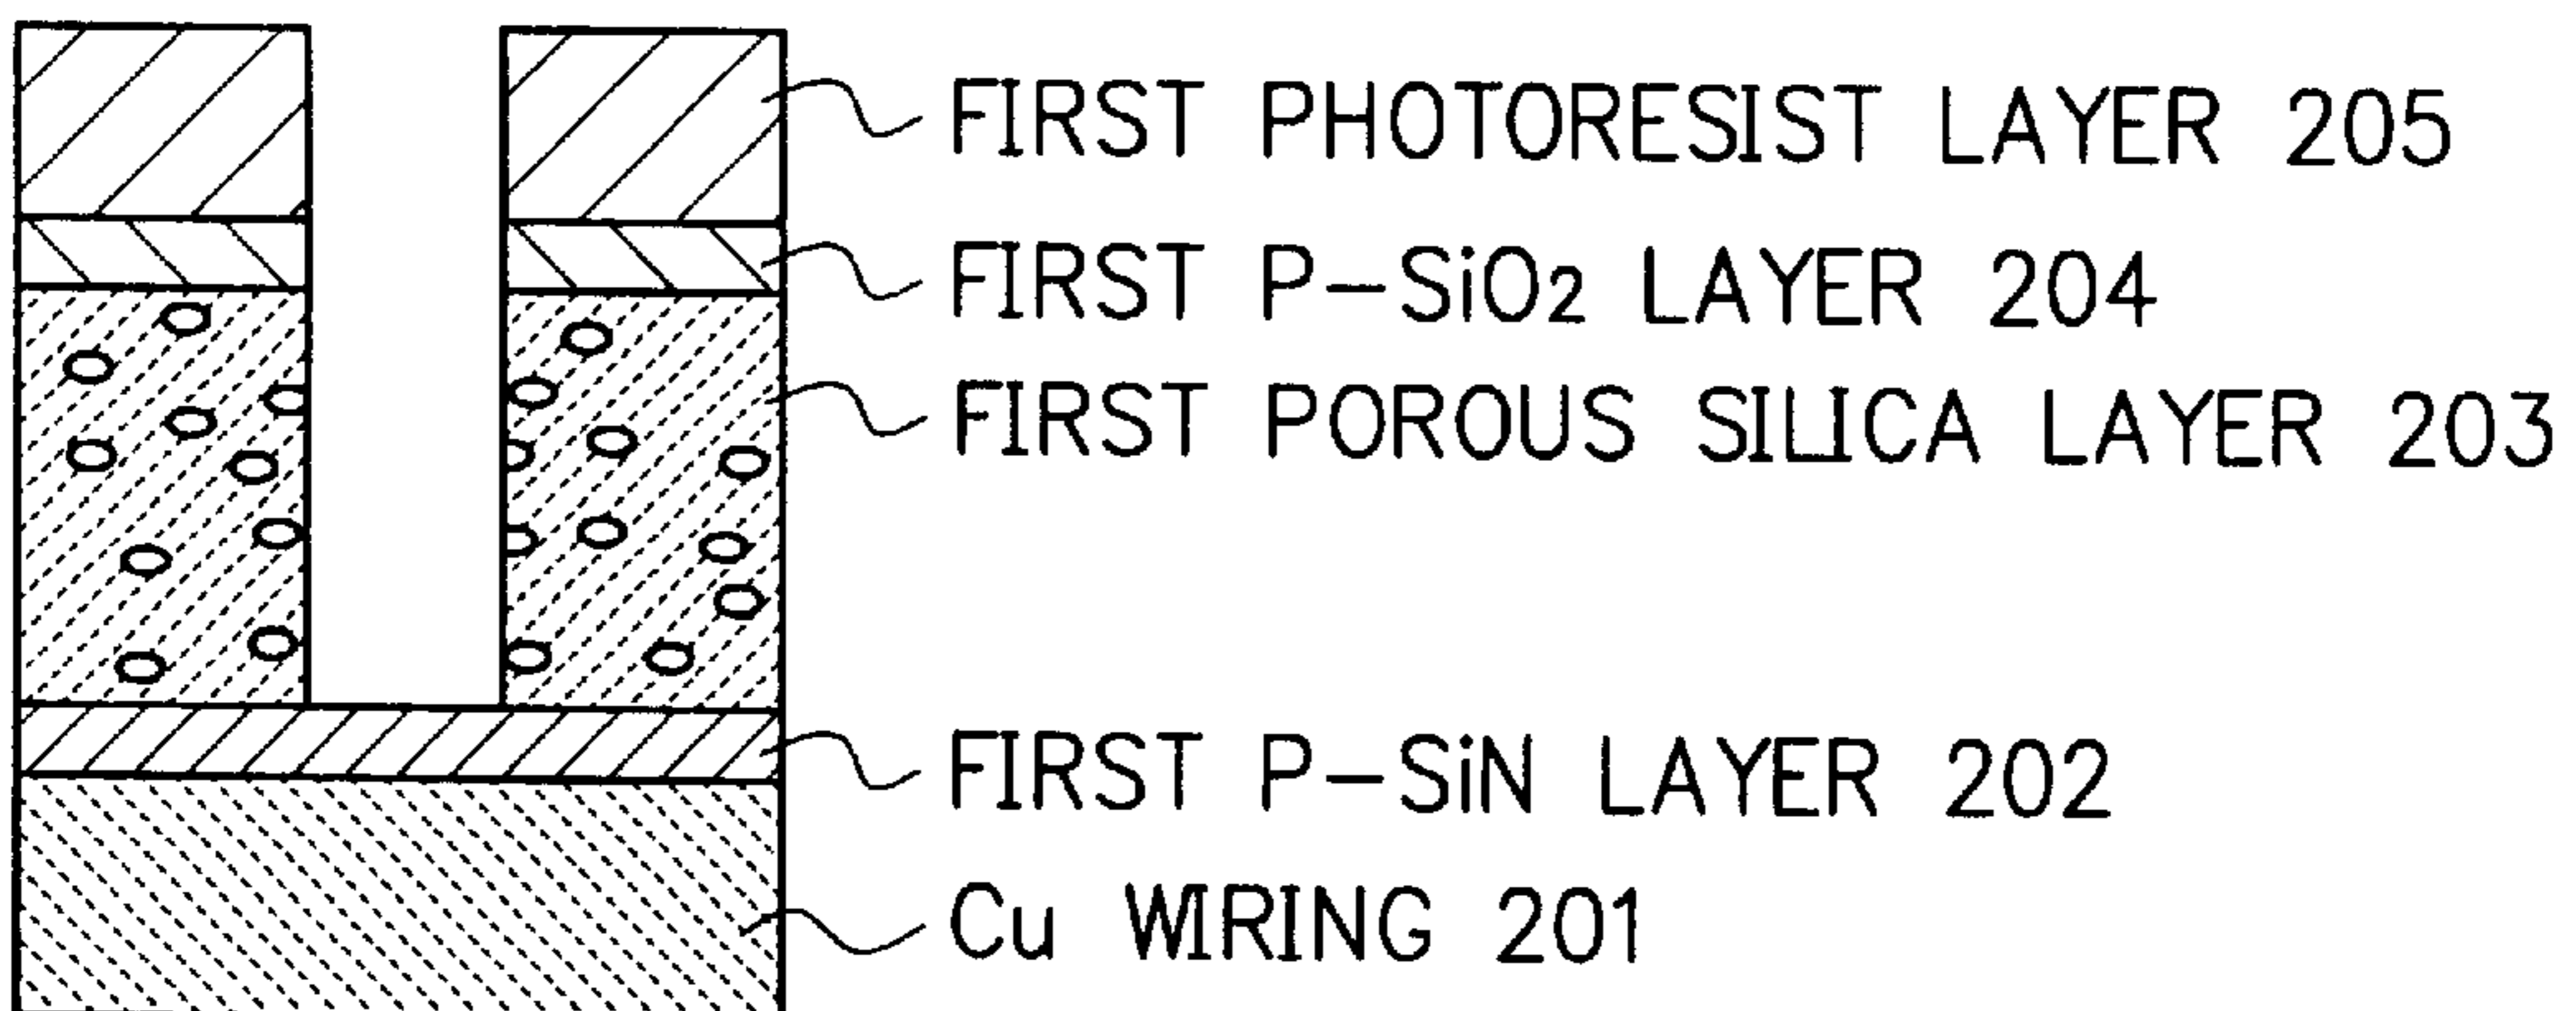 FIRST PHOTORESIST LAYER 205
FIRST P-SiO2 LAYER 204
FIRST POROUS SILICA LAYER 203
FIRST P-SiN LAYER 202
Cu WIRING 201